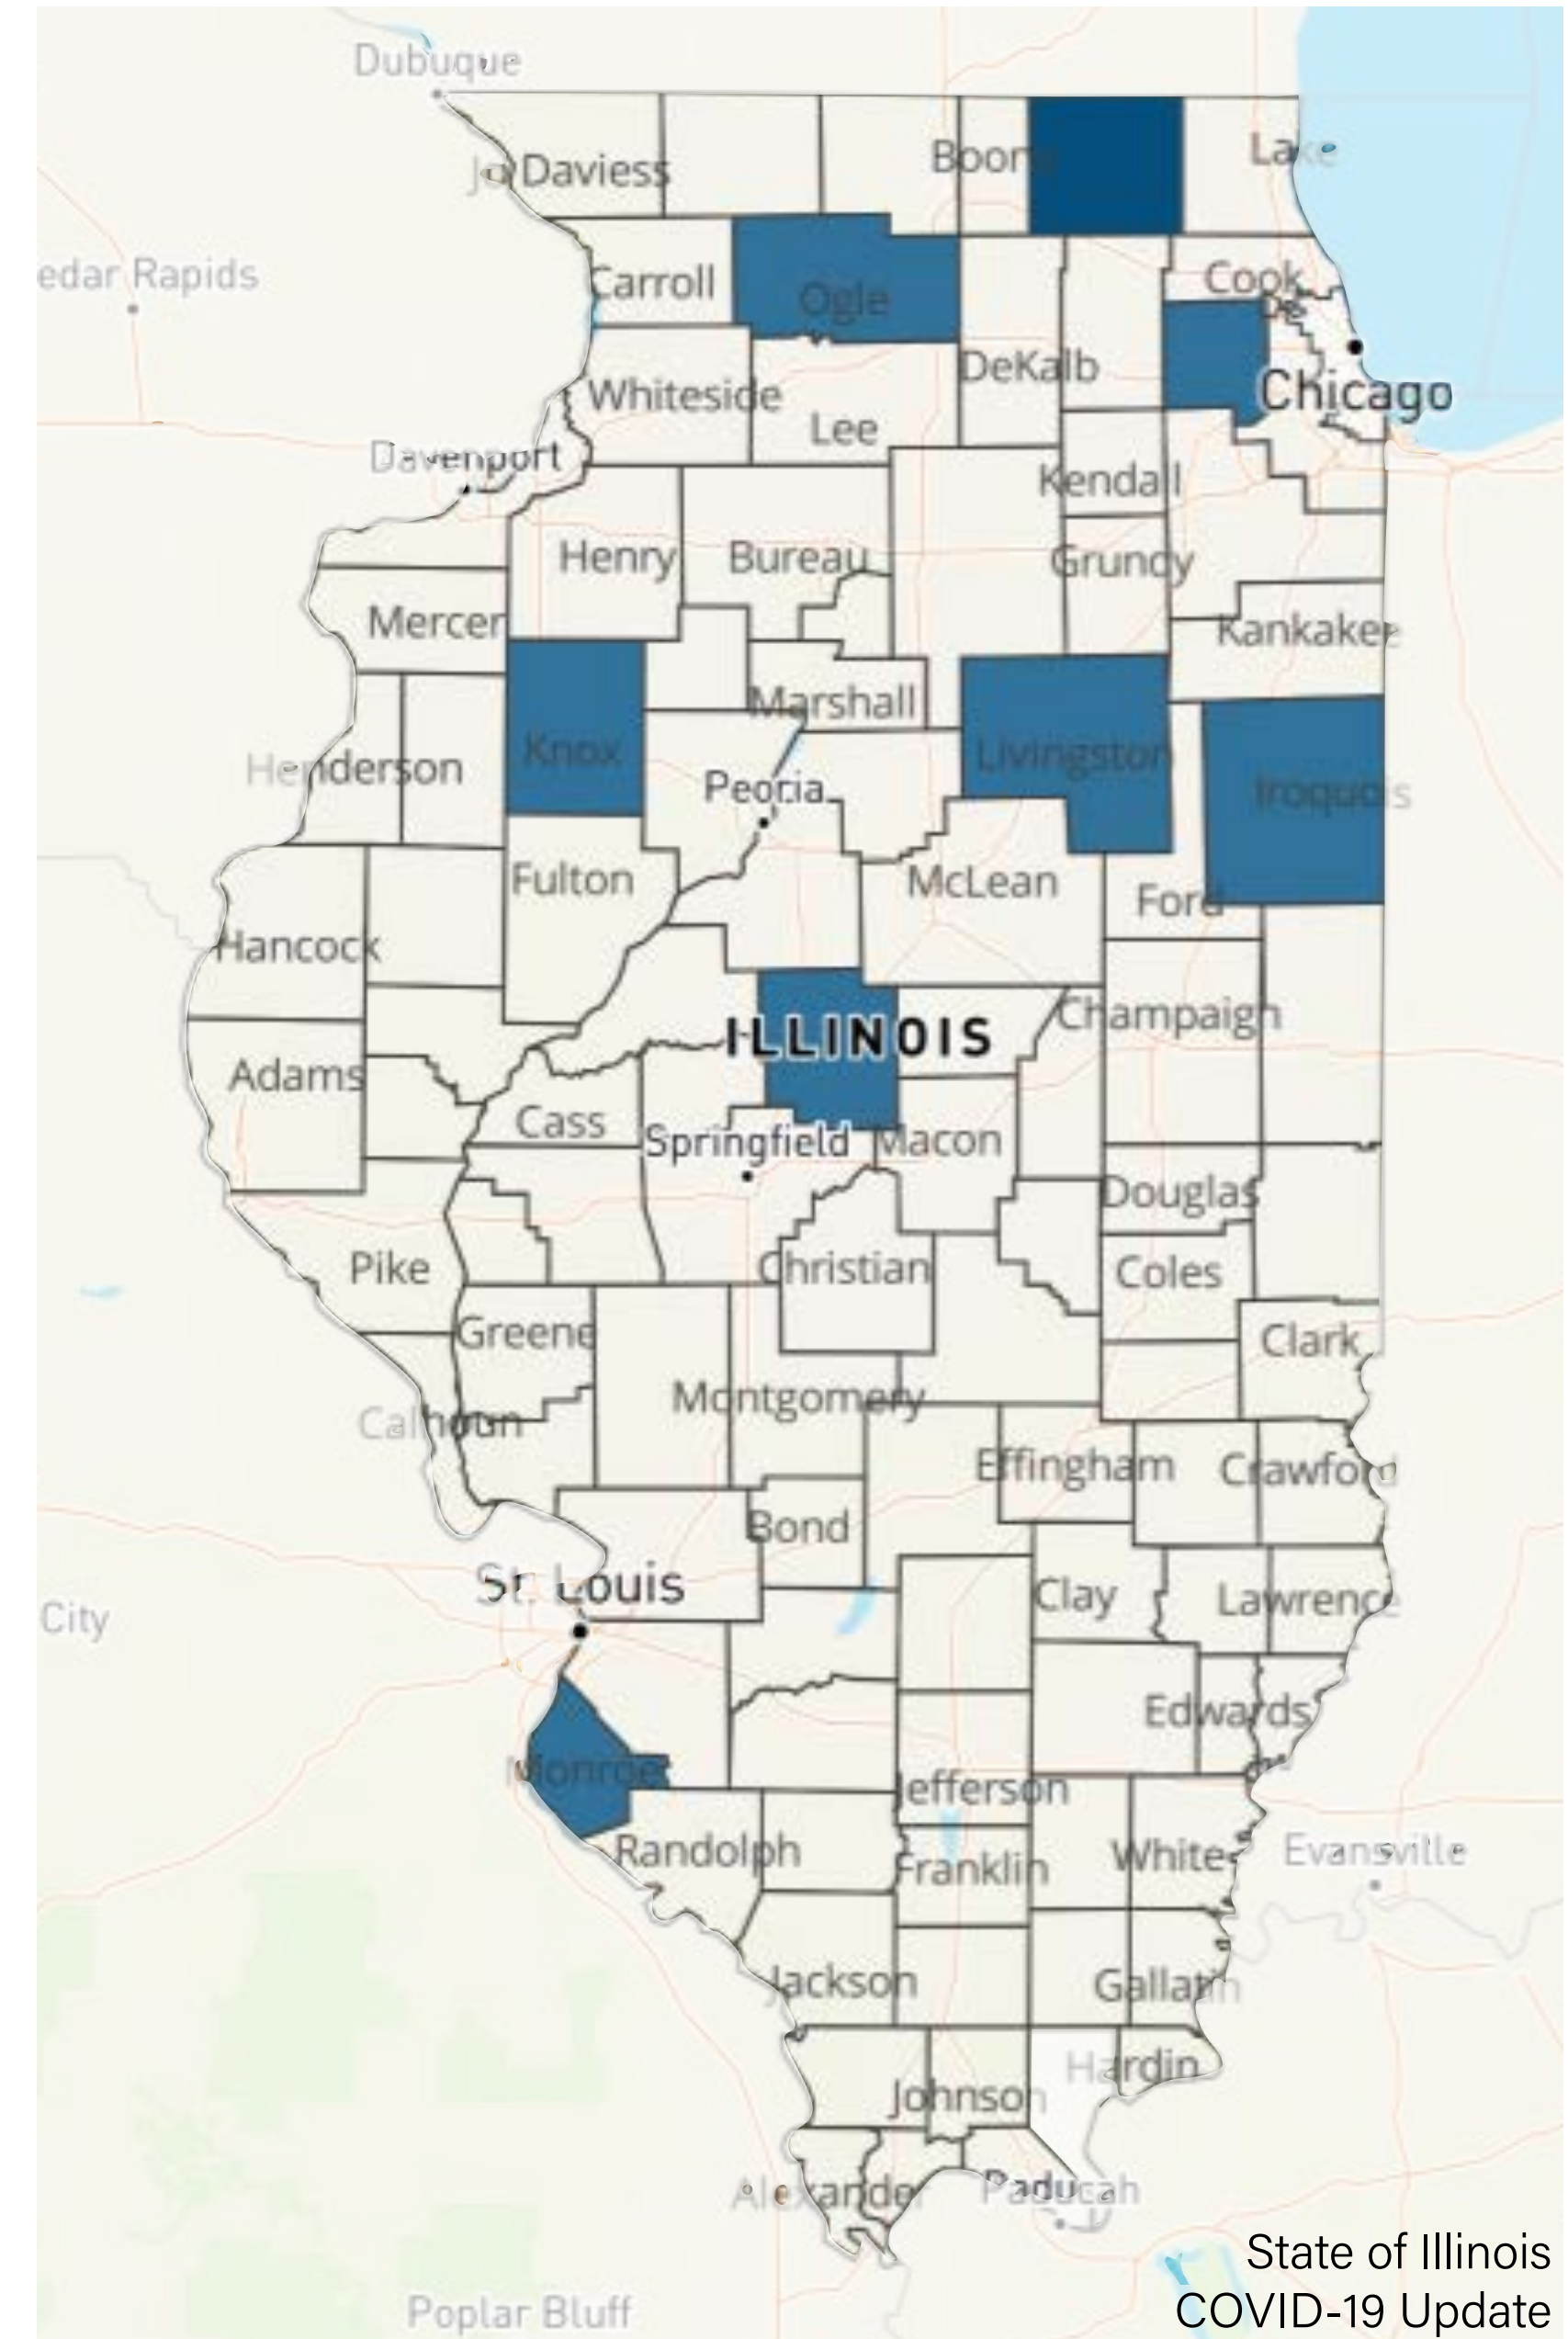 Dubuque
Jo Daviess
Boone
Lake
edar Rapids
Carroll
Ogle
Cook
DeKalb
Whiteside
Lee
Chicago
Davenport
Kendall
Henry
Bureau
Grundy
Mercer
Kankakee
Marshall
Knox
Livingston
Henderson
Peoria
Iroquois
Fulton
McLean
Ford
Hancock
Champaign
ILLINOIS
Adams
Cass
Springfield
Macon
Douglas
Pike
Christian
Coles
Greene
Clark
Montgomery
Calhoun
Effingham
Crawford
Bond
St. Louis
Clay
Lawrence
City
Edwards
Monroe
Jefferson
Randolph
White
Evansville
Franklin
Jackson
Gallatin
Hardin
Johnson
Alexander
Paducah
State of Illinois
COVID-19 Update
Poplar Bluff